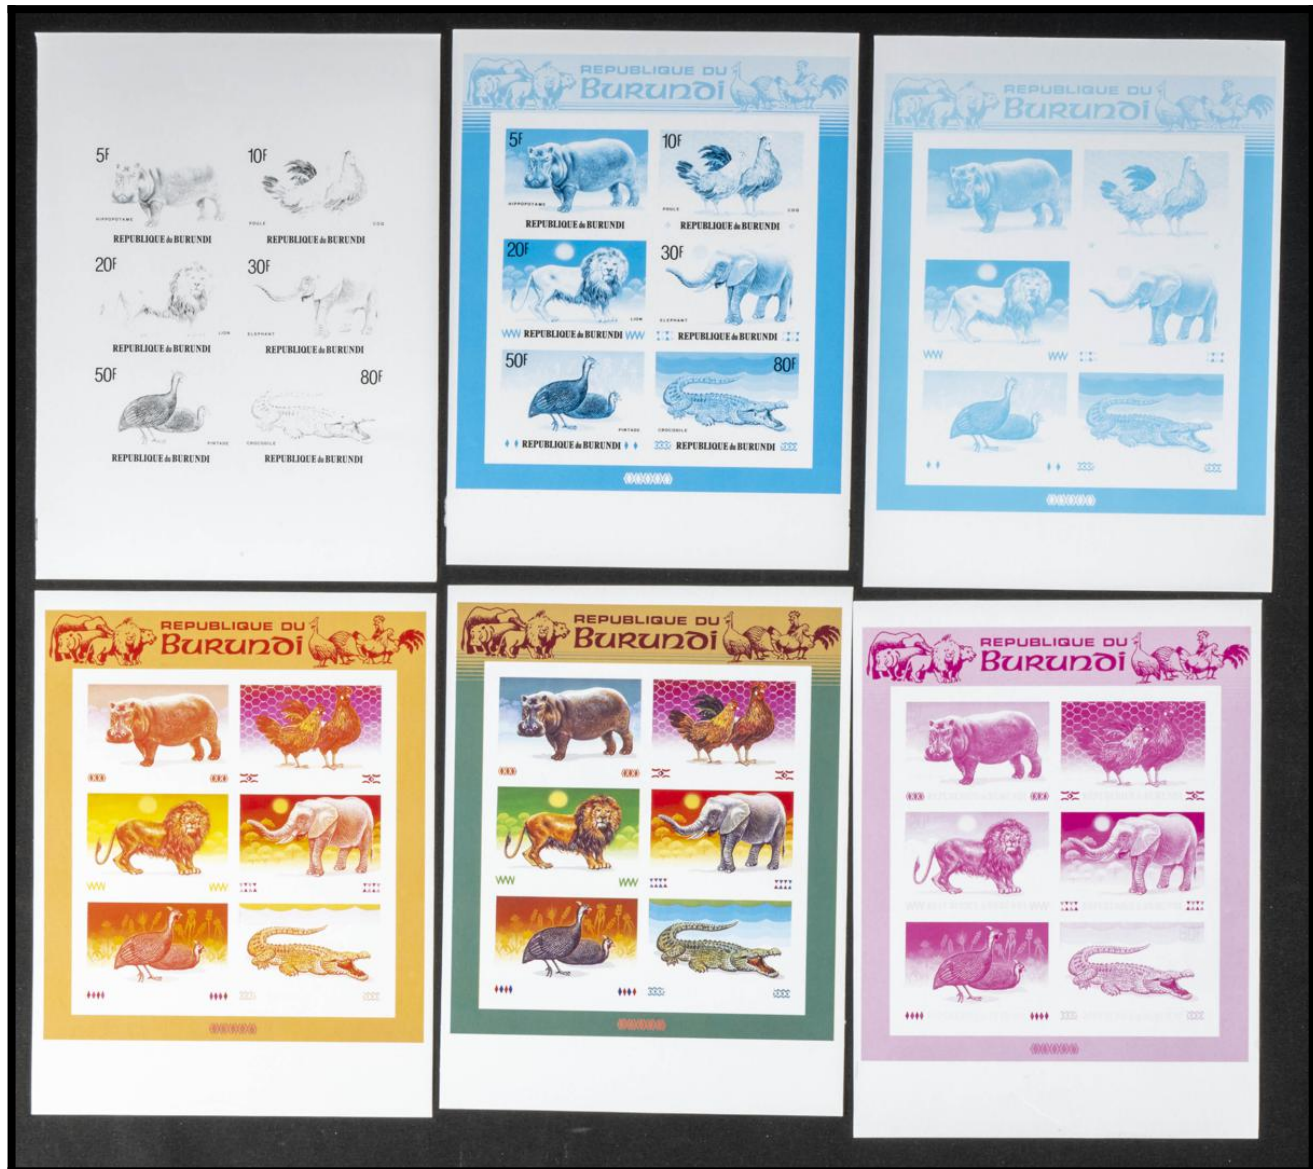 5F
10F
HIPPOPOTAME
POULE COQ
REPUBLIQUE du BURUNDI
REPUBLIQUE du BURUNDI
20F
30F
LION
ELEPHANT
REPUBLIQUE du BURUNDI
REPUBLIQUE du BURUNDI
50F
80F
PINTADE
CROCODILE
REPUBLIQUE du BURUNDI
REPUBLIQUE du BURUNDI
REPUBLIQUE DU
BURUNDI
5F
10F
HIPPOPOTAME
POULE COQ
REPUBLIQUE du BURUNDI
REPUBLIQUE du BURUNDI
20F
30F
LION
ELEPHANT
REPUBLIQUE du BURUNDI
REPUBLIQUE du BURUNDI
50F
80F
PINTADE
CROCODILE
REPUBLIQUE du BURUNDI
REPUBLIQUE du BURUNDI
REPUBLIQUE DU
BURUNDI
REPUBLIQUE DU
BURUNDI
REPUBLIQUE DU
BURUNDI
REPUBLIQUE DU
BURUNDI